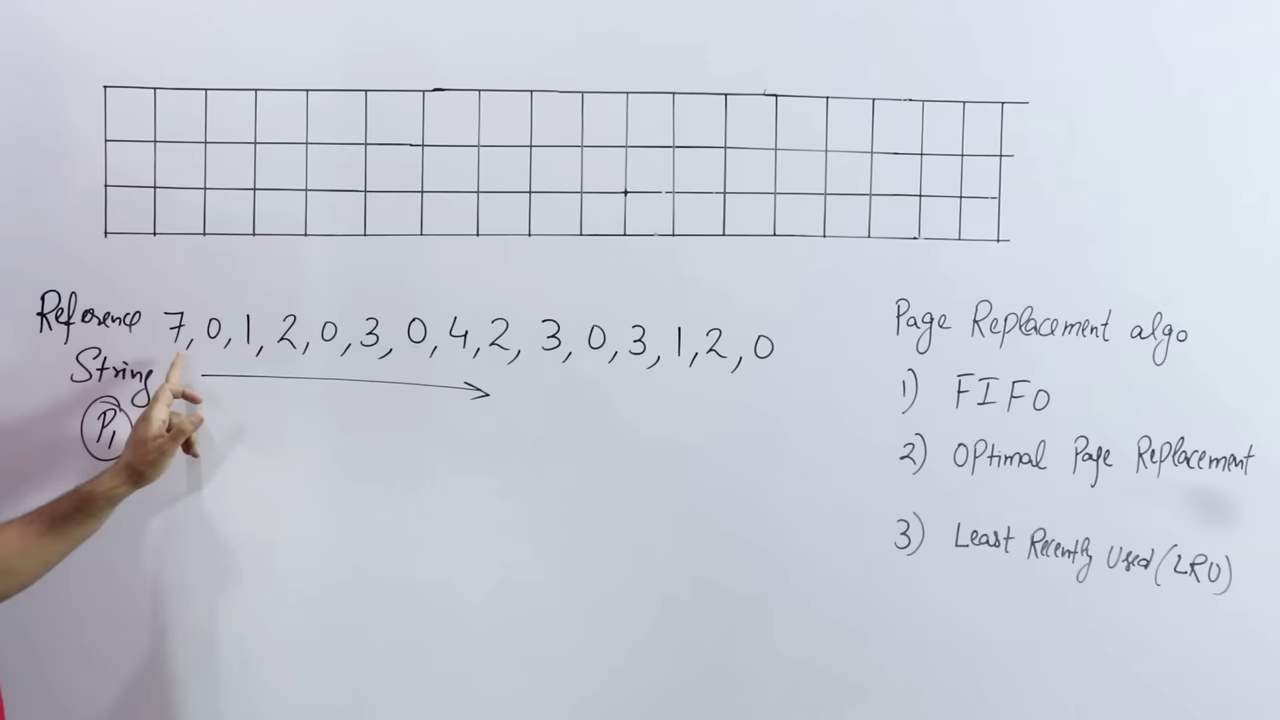 Reference 7, 0, 1, 2, 0, 3, 0, 4, 2, 3, 0, 3, 1, 2, 0
String
P1
Page Replacement algo
1) FIFO
2) Optimal Page Replacement
3) Least Recently Used (LRU)